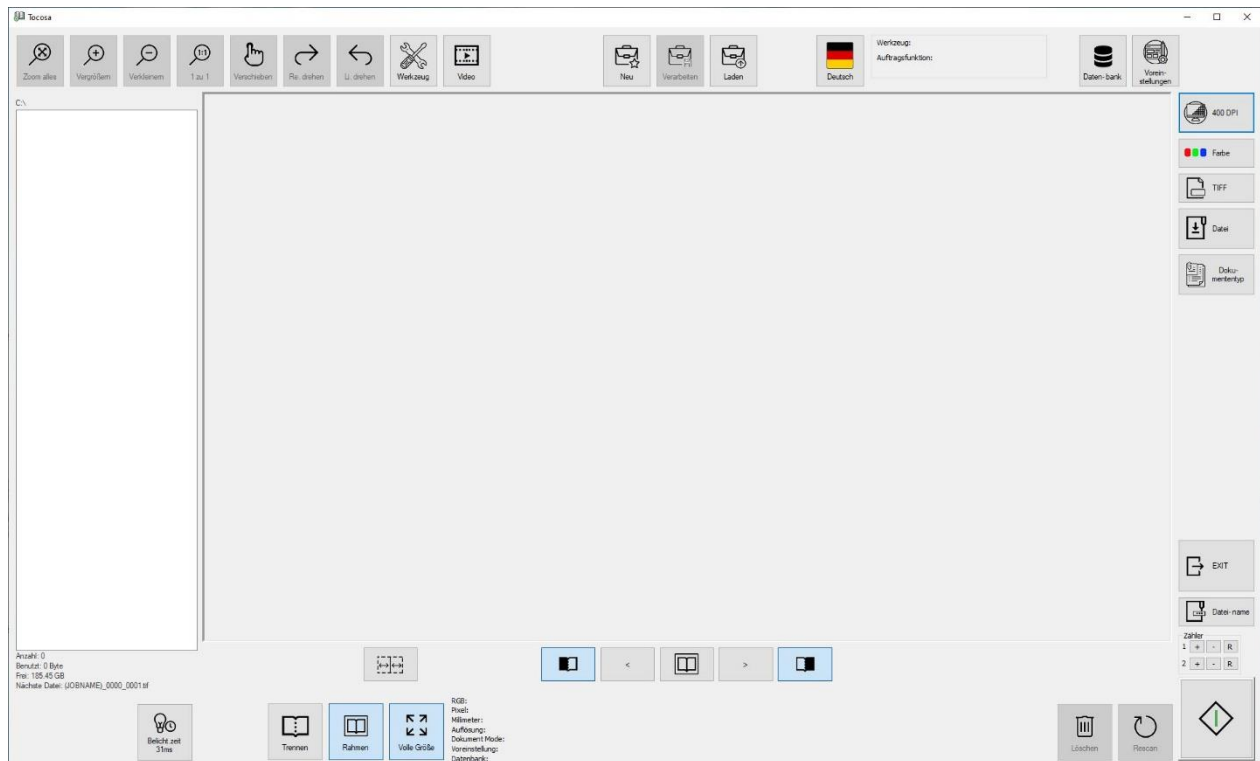 Tocosa
Zoom alles
Vergrößern
Verkleinern
1 zu 1
Verschieben
Re. drehen
Li. drehen
Werkzeug
Video
Neu
Verarbeiten
Laden
Deutsch
Werkzeug:
Auftragsfunktion:
Daten-bank
Vorein-
stellungen
C:\
400 DPI
Farbe
TIFF
Datei
Doku-
mententyp
EXIT
Datei-name
Zähler
1 + - R
2 + - R
Anzahl: 0
Benutzt: 0 Byte
Frei: 185.45 GB
Nächste Datei: (JOBNAME)_0000_0001.tif
< >
Belicht zeit
31ms
Trennen
Rahmen
Volle Größe
RGB:
Pixel:
Millimeter:
Auflösung:
Dokument Mode:
Voreinstellung:
Datenbank:
Löschen
Rescan